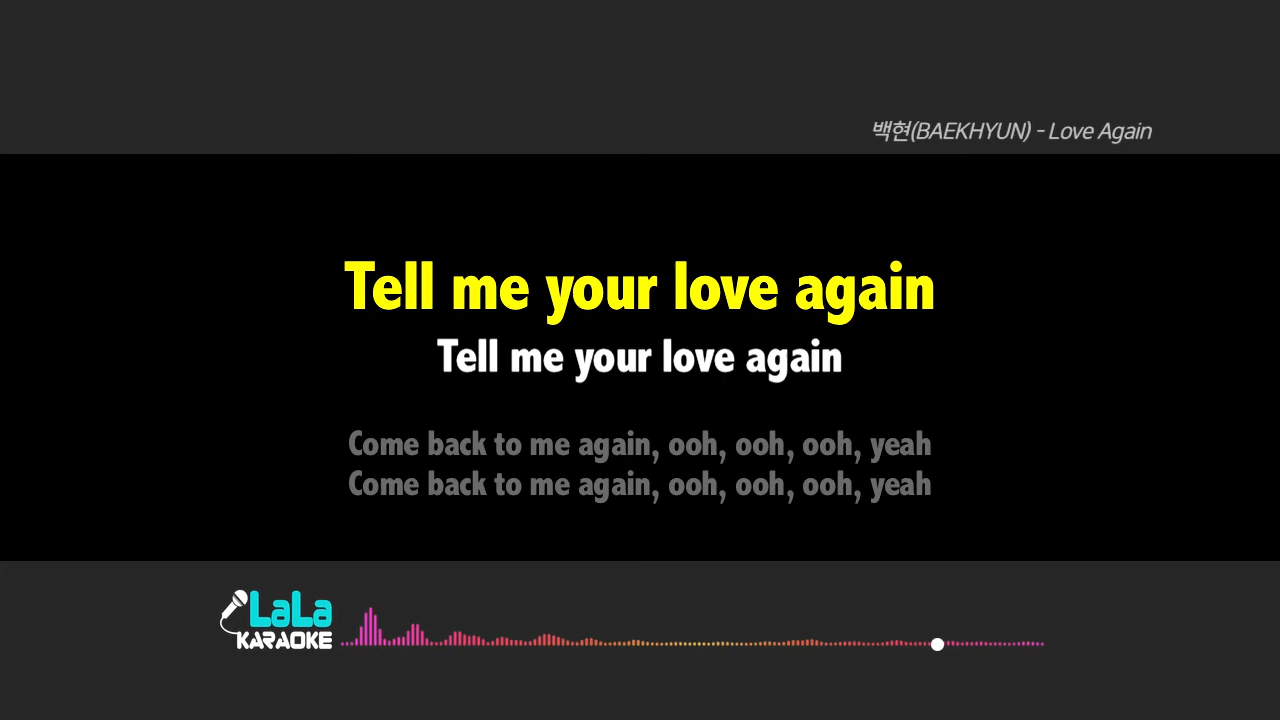 백현(BAEKHYUN) - Love Again
Tell me your love again
Tell me your love again
Come back to me again, ooh, ooh, ooh, yeah
Come back to me again, ooh, ooh, ooh, yeah
LaLa
KARAOKE